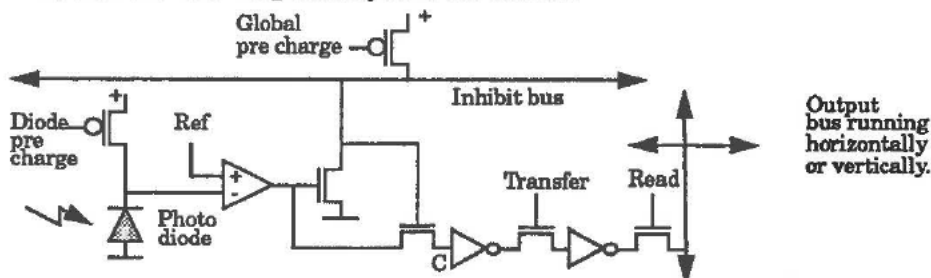 Global
pre charge
+
Inhibit bus
Diode
pre
charge
+
Ref
+
-
Photo
diode
C
Transfer
Read
Output
bus running
horizontally
or vertically.